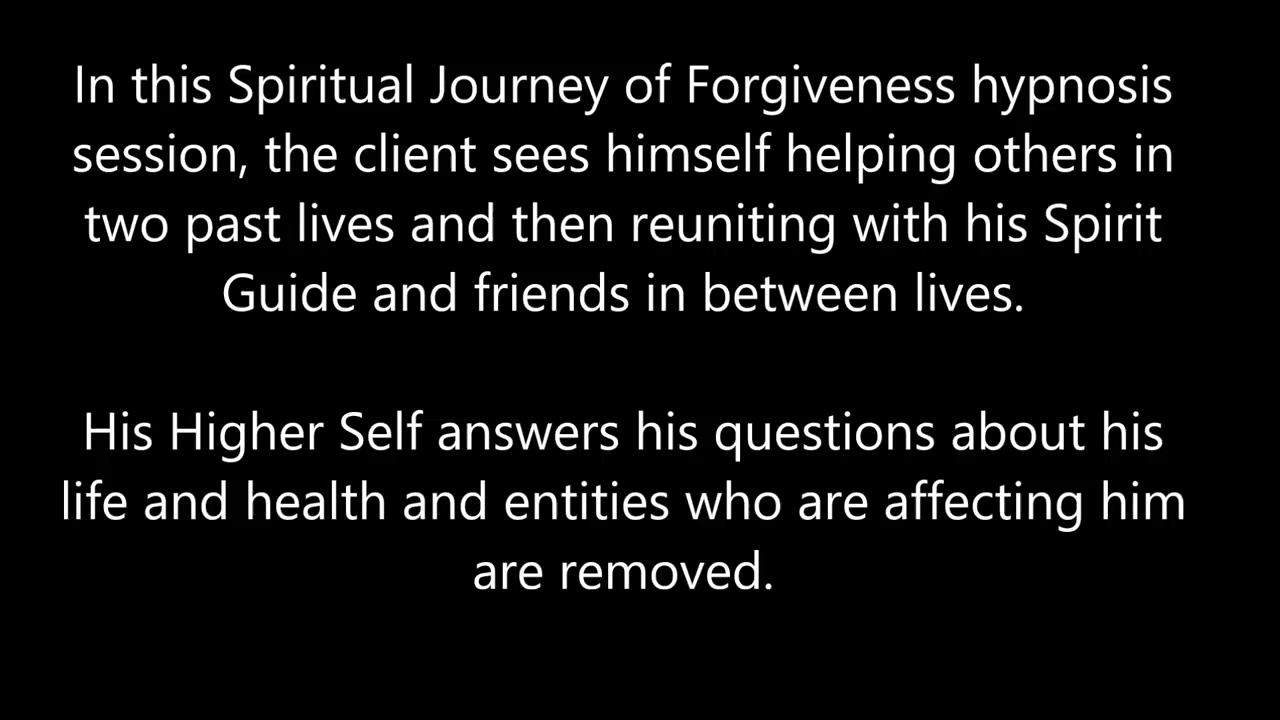 In this Spiritual Journey of Forgiveness hypnosis
session, the client sees himself helping others in
two past lives and then reuniting with his Spirit
Guide and friends in between lives.
His Higher Self answers his questions about his
life and health and entities who are affecting him
are removed.